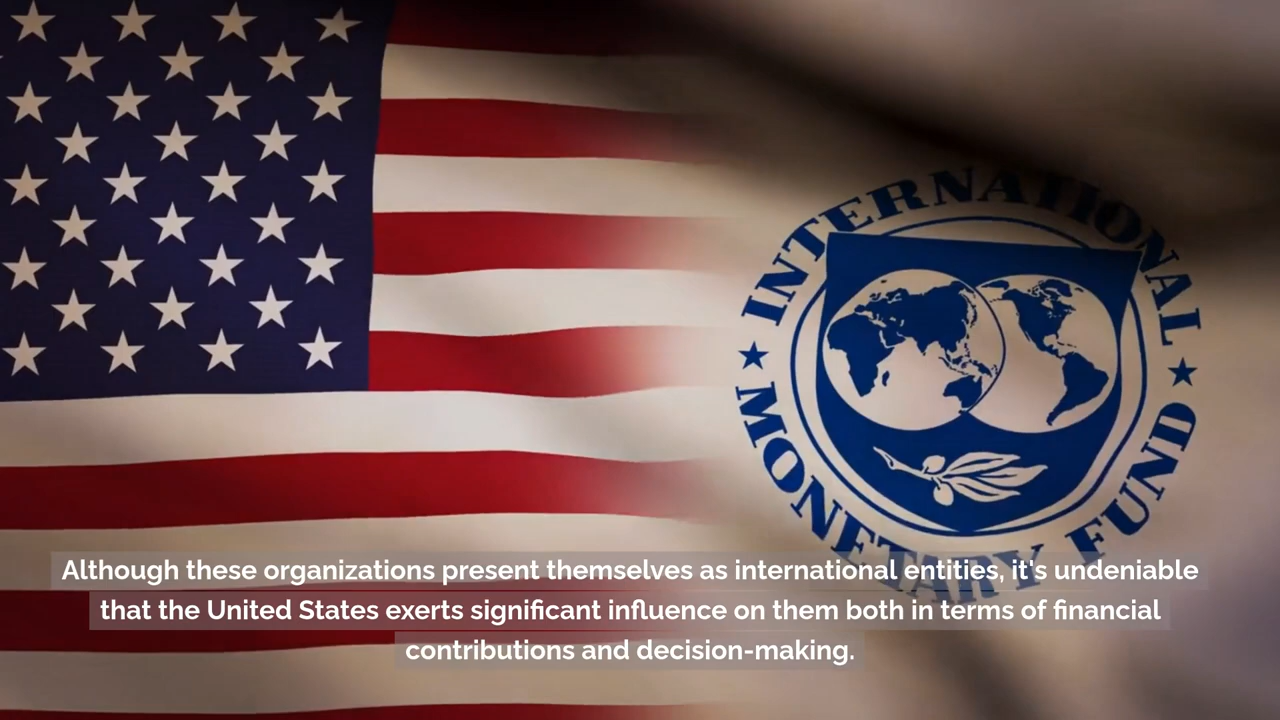 INTERNATIONAL
MONETARY FUND
Although these organizations present themselves as international entities, it's undeniable
that the United States exerts significant influence on them both in terms of financial
contributions and decision-making.